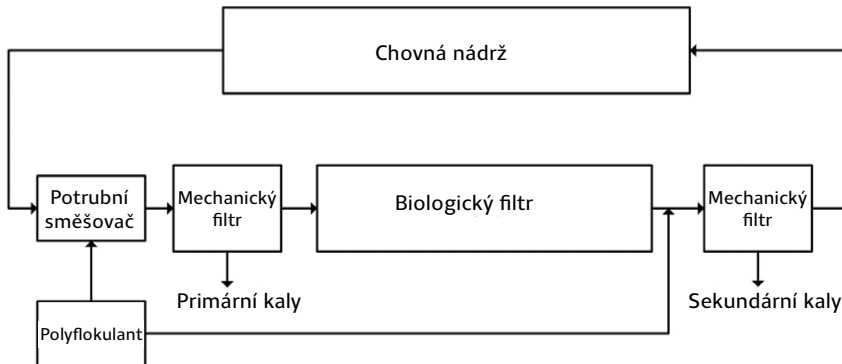 Chovná nádrž
Potrubní
směšovač
Mechanický
filtr
Biologický filtr
Mechanický
filtr
Primární kaly
Sekundární kaly
Polyflokulant